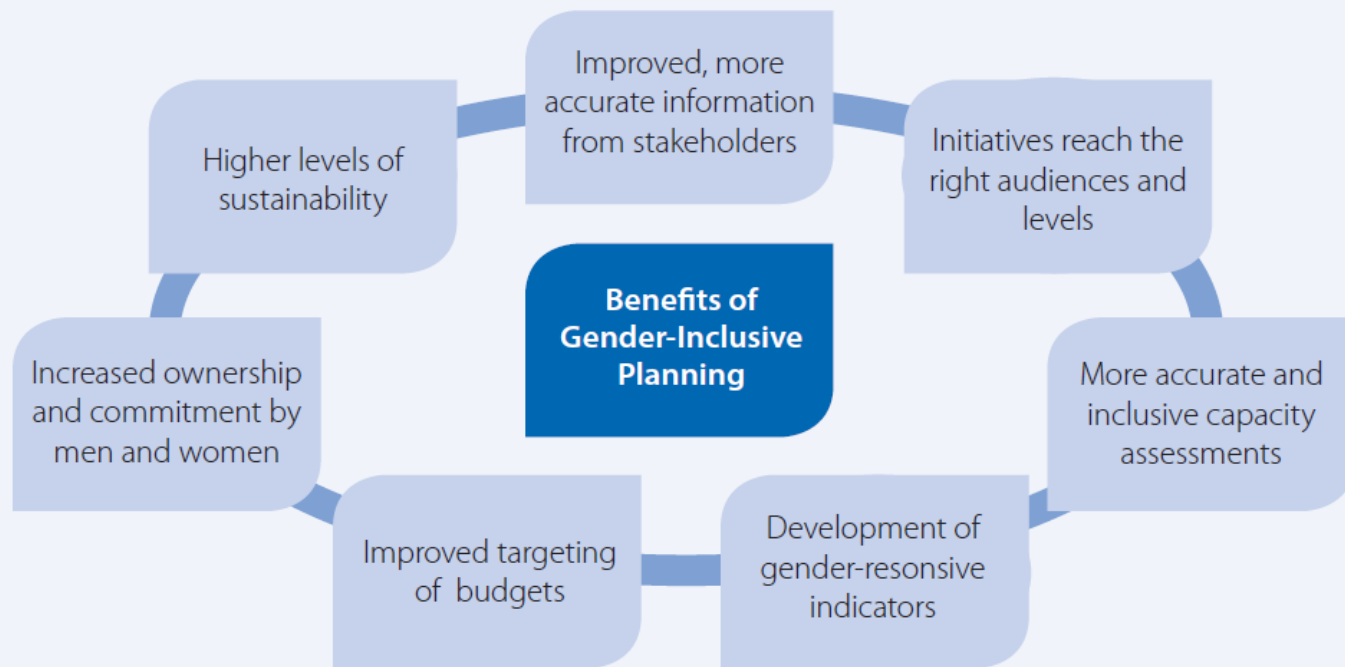 Improved, more
accurate information
from stakeholders
Initiatives reach the
right audiences and
levels
More accurate and
inclusive capacity
assessments
Development of
gender-resonsive
indicators
Improved targeting
of budgets
Increased ownership
and commitment by
men and women
Higher levels of
sustainability
Benefits of
Gender-Inclusive
Planning